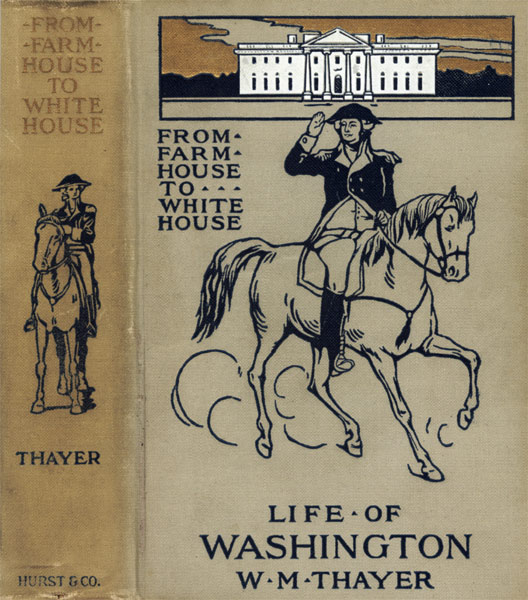 -FROM-
-FARM-
HOUSE
TO
WHITE
HOUSE
THAYER
HURST & CO.
FROM·
FARM·
HOUSE
TO···
WHITE
HOUSE
LIFE·OF
WASHINGTON
W·M·THAYER